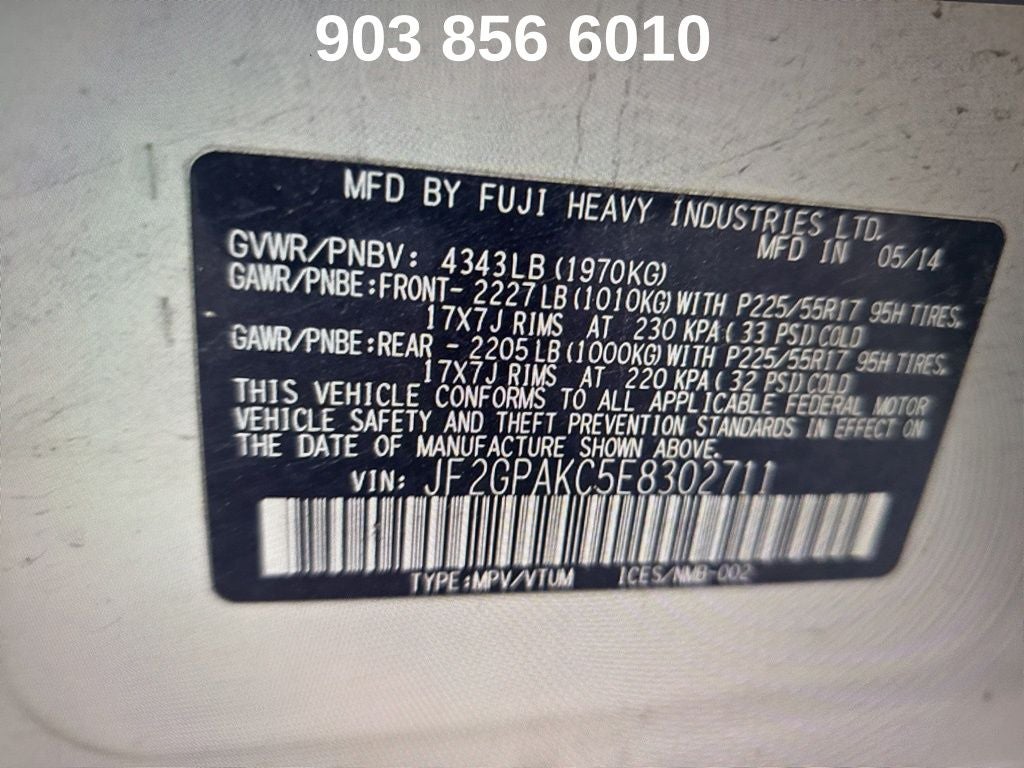 903 856 6010
MFD BY FUJI HEAVY INDUSTRIES LTD.
MFD IN 05/14
GVWR/PNBV: 4343LB(1970KG)
GAWR/PNBE:FRONT- 2227LB(1010KG)WITH P225/55R17 95H TIRES,
17X7J RIMS AT 230 KPA( 33 PSI)COLD
GAWR/PNBE:REAR - 2205LB(1000KG)WITH P225/55R17 95H TIRES,
17X7J RIMS AT 220 KPA( 32 PSI)COLD
THIS VEHICLE CONFORMS TO ALL APPLICABLE FEDERAL MOTOR
VEHICLE SAFETY AND THEFT PREVENTION STANDARDS IN EFFECT ON
THE DATE OF MANUFACTURE SHOWN ABOVE.
VIN: JF2GPAKC5E8302711
TYPE:MPV/VTUM ICES/NMB-002